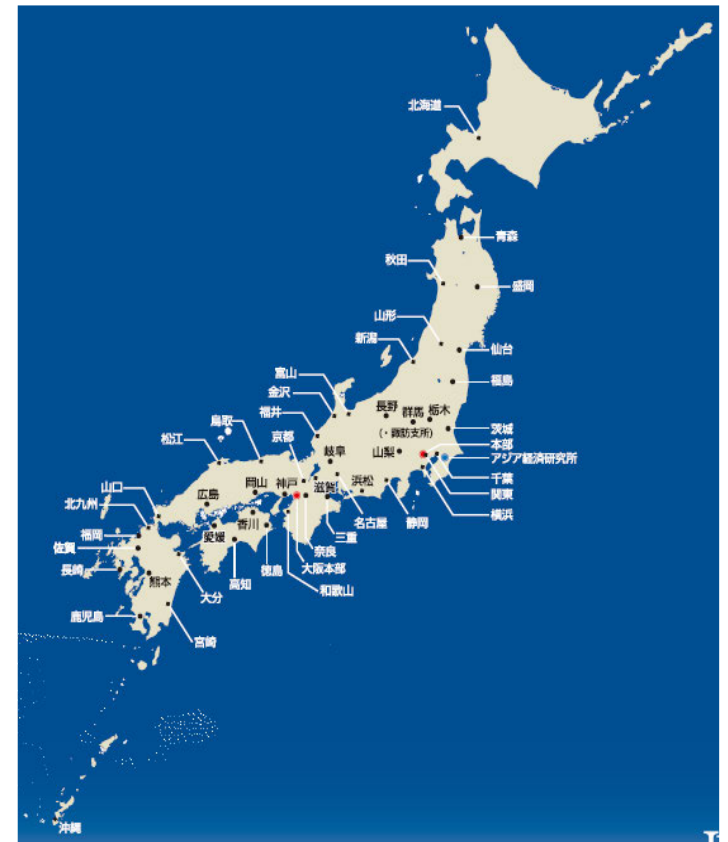 北海道
青森
秋田
盛岡
山形
新潟
仙台
富山
福島
金沢
長野
群馬
栃木
福井
鳥取
茨城
(・諏訪支所)
京都
本部
松江
岐阜
山梨
アジア経済研究所
千葉
山口
岡山
神戸
滋賀
浜松
関東
北九州
広島
横浜
名古屋
静岡
香川
福岡
愛媛
三重
佐賀
奈良
長崎
熊本
高知
徳島
大阪本部
大分
和歌山
鹿児島
宮崎
沖縄